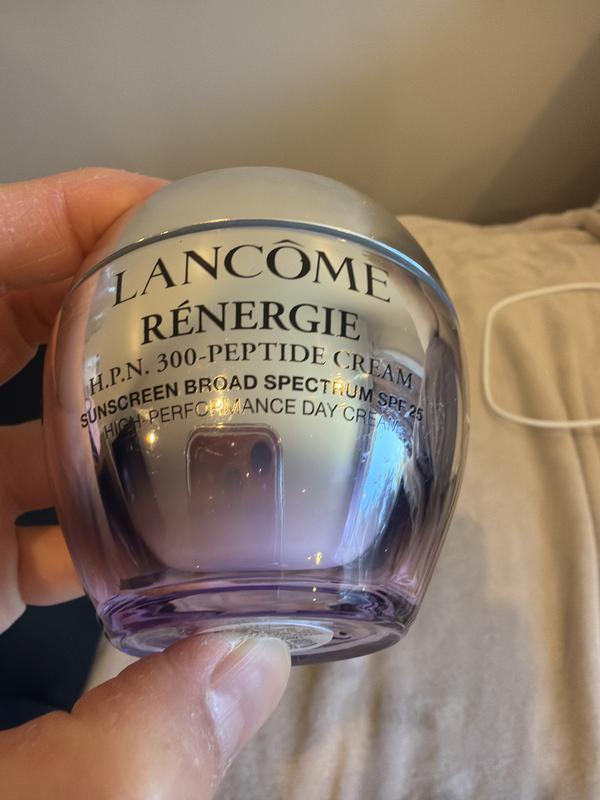 LANCÔME
RÉNERGIE
H.P.N. 300-PEPTIDE CREAM
SUNSCREEN BROAD SPECTRUM SPF 25
HIGH-PERFORMANCE DAY CREAM